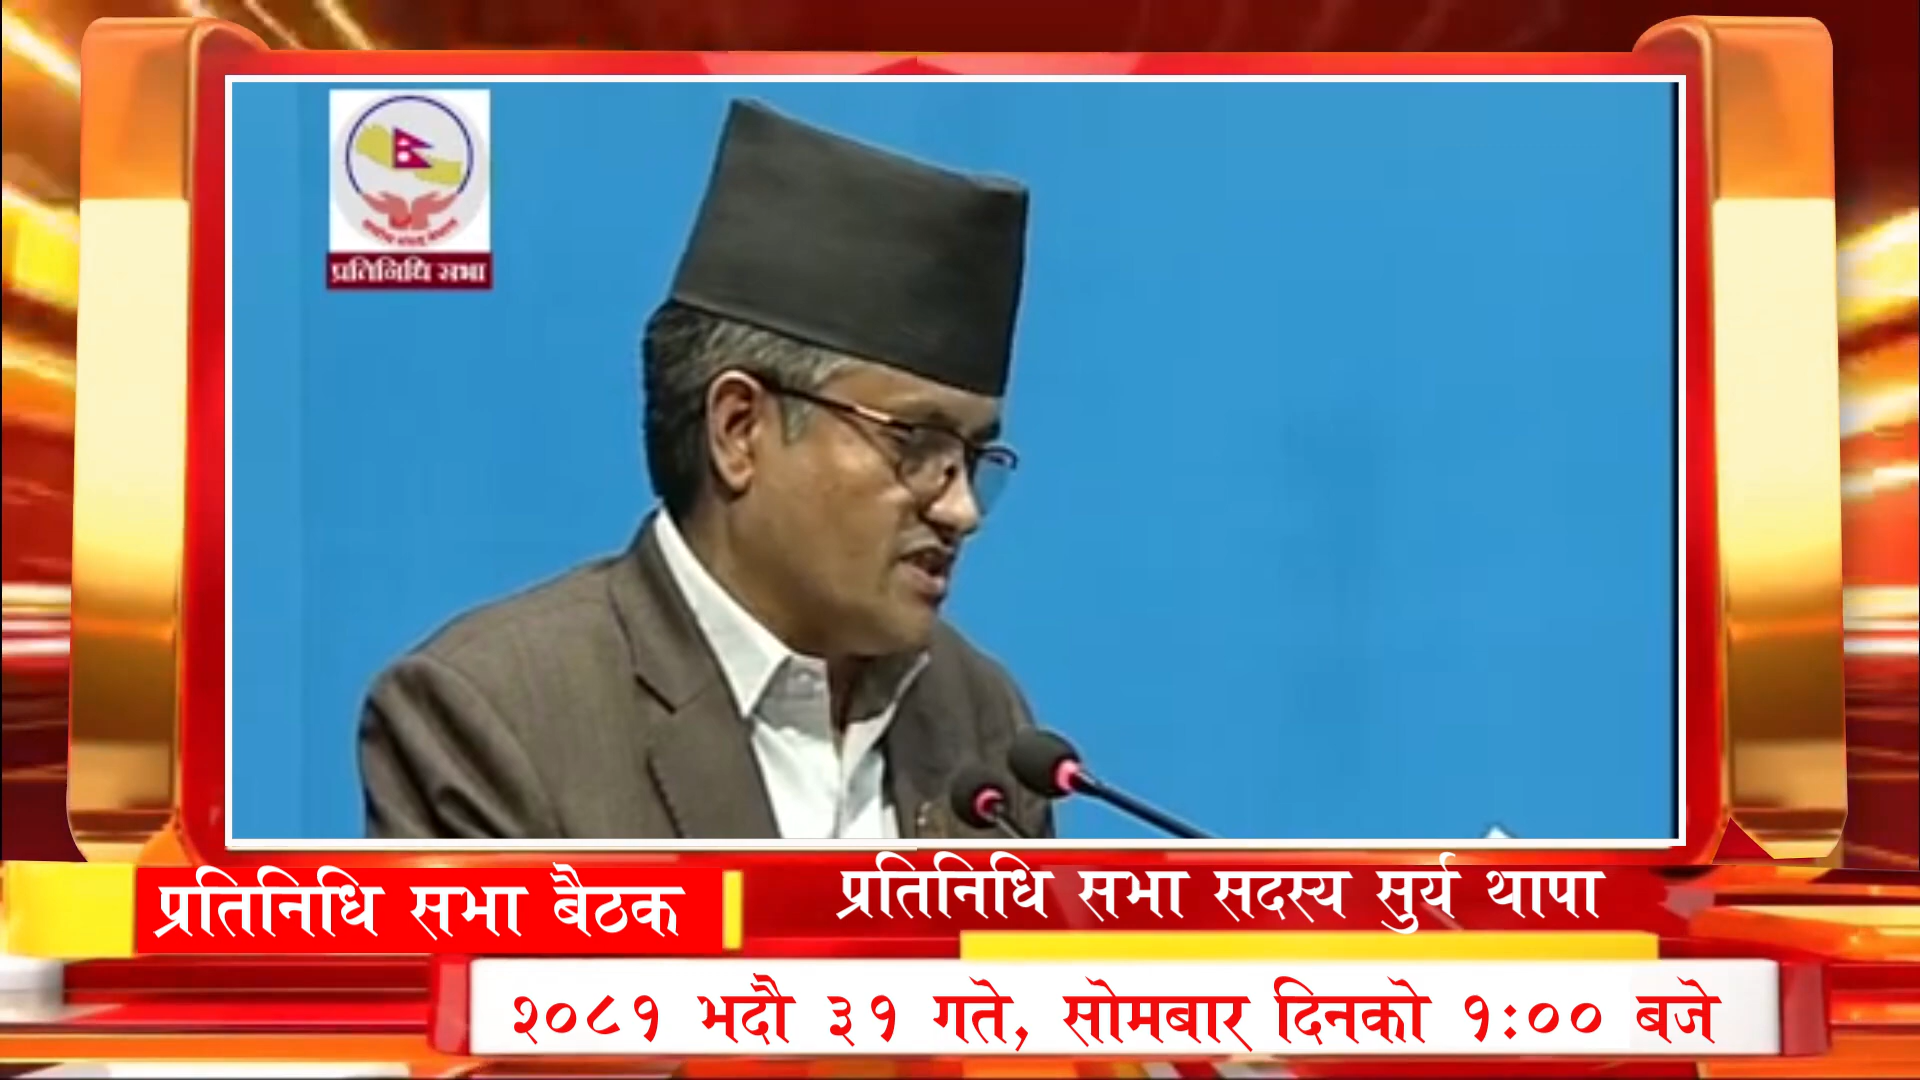 प्रतिनिधि सभा
प्रतिनिधि सभा बैठक
प्रतिनिधि सभा सदस्य सुर्य थापा
२०८१ भदौ ३१ गते, सोमबार दिनको १:०० बजे